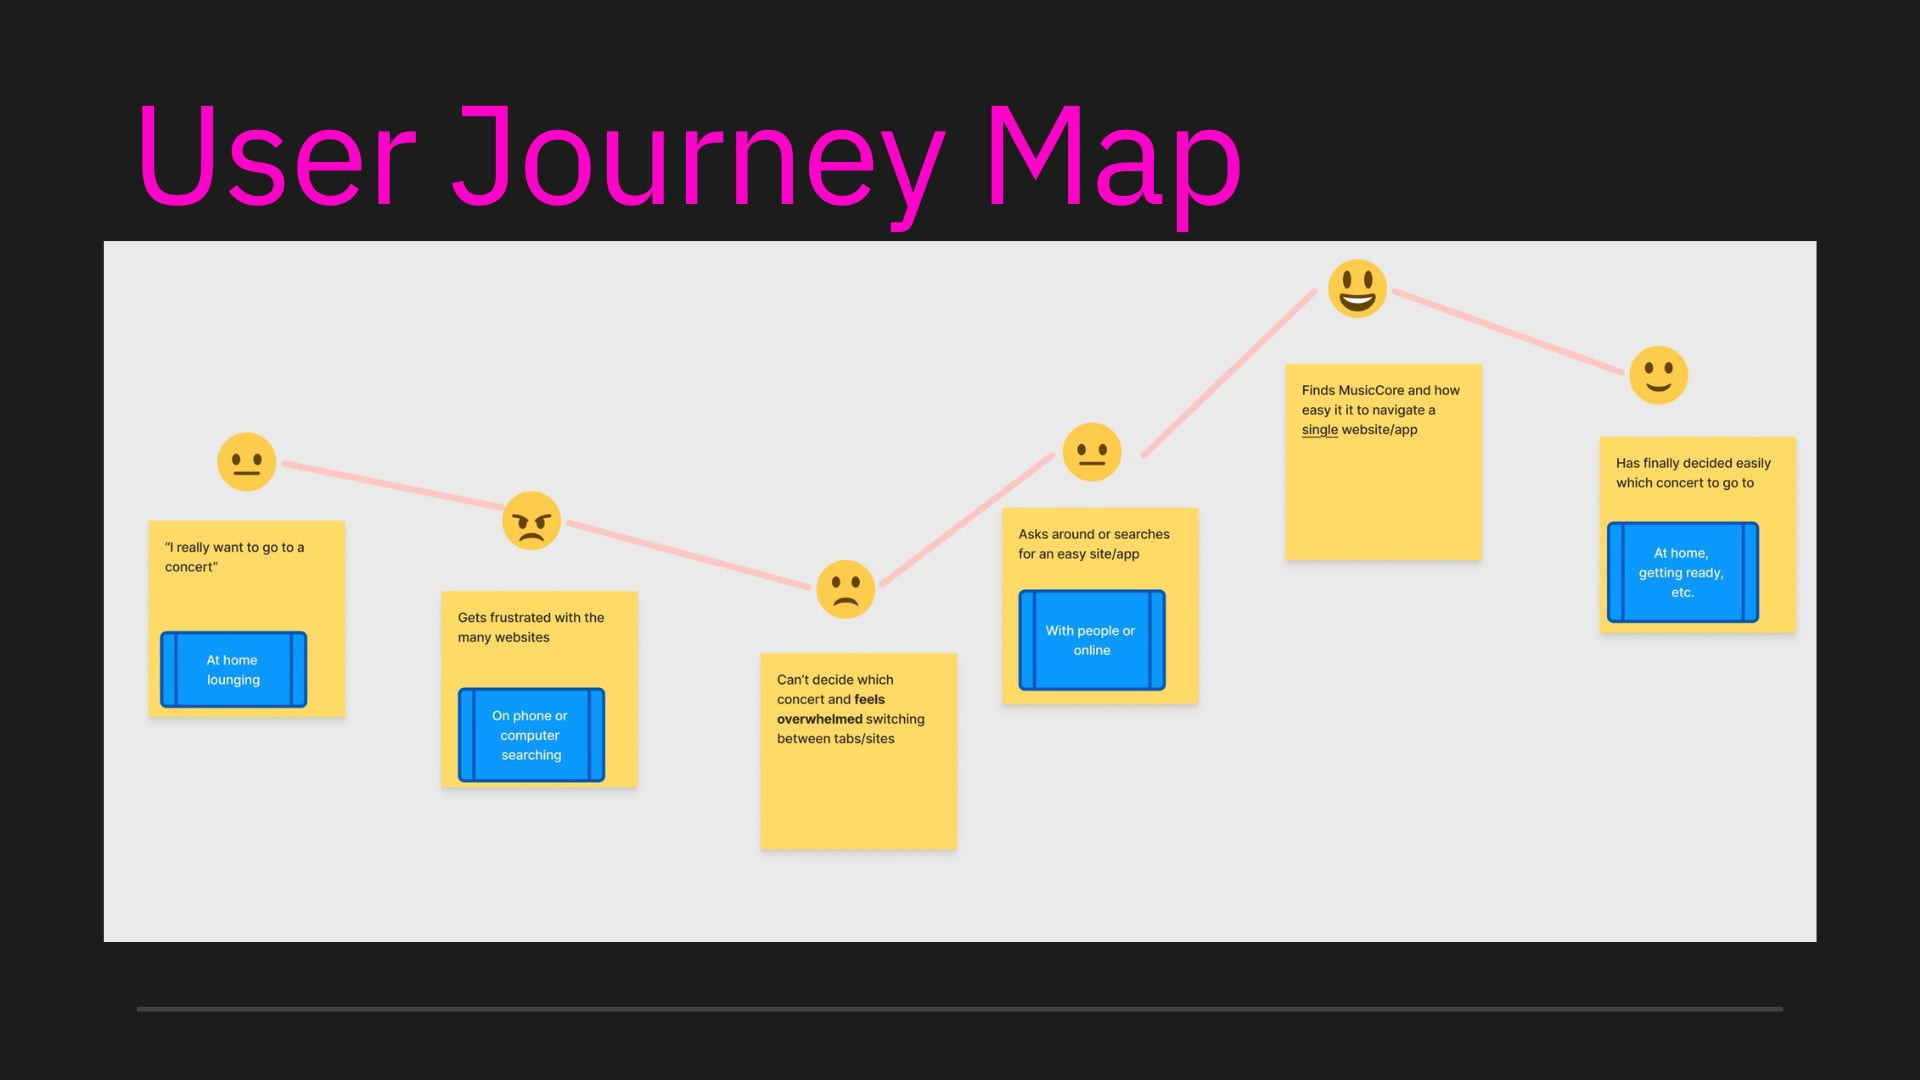 User Journey Map
“I really want to go to a
concert”
At home
lounging
Gets frustrated with the
many websites
On phone or
computer
searching
Can’t decide which
concert and feels
overwhelmed switching
between tabs/sites
Asks around or searches
for an easy site/app
With people or
online
Finds MusicCore and how
easy it it to navigate a
single website/app
Has finally decided easily
which concert to go to
At home,
getting ready,
etc.